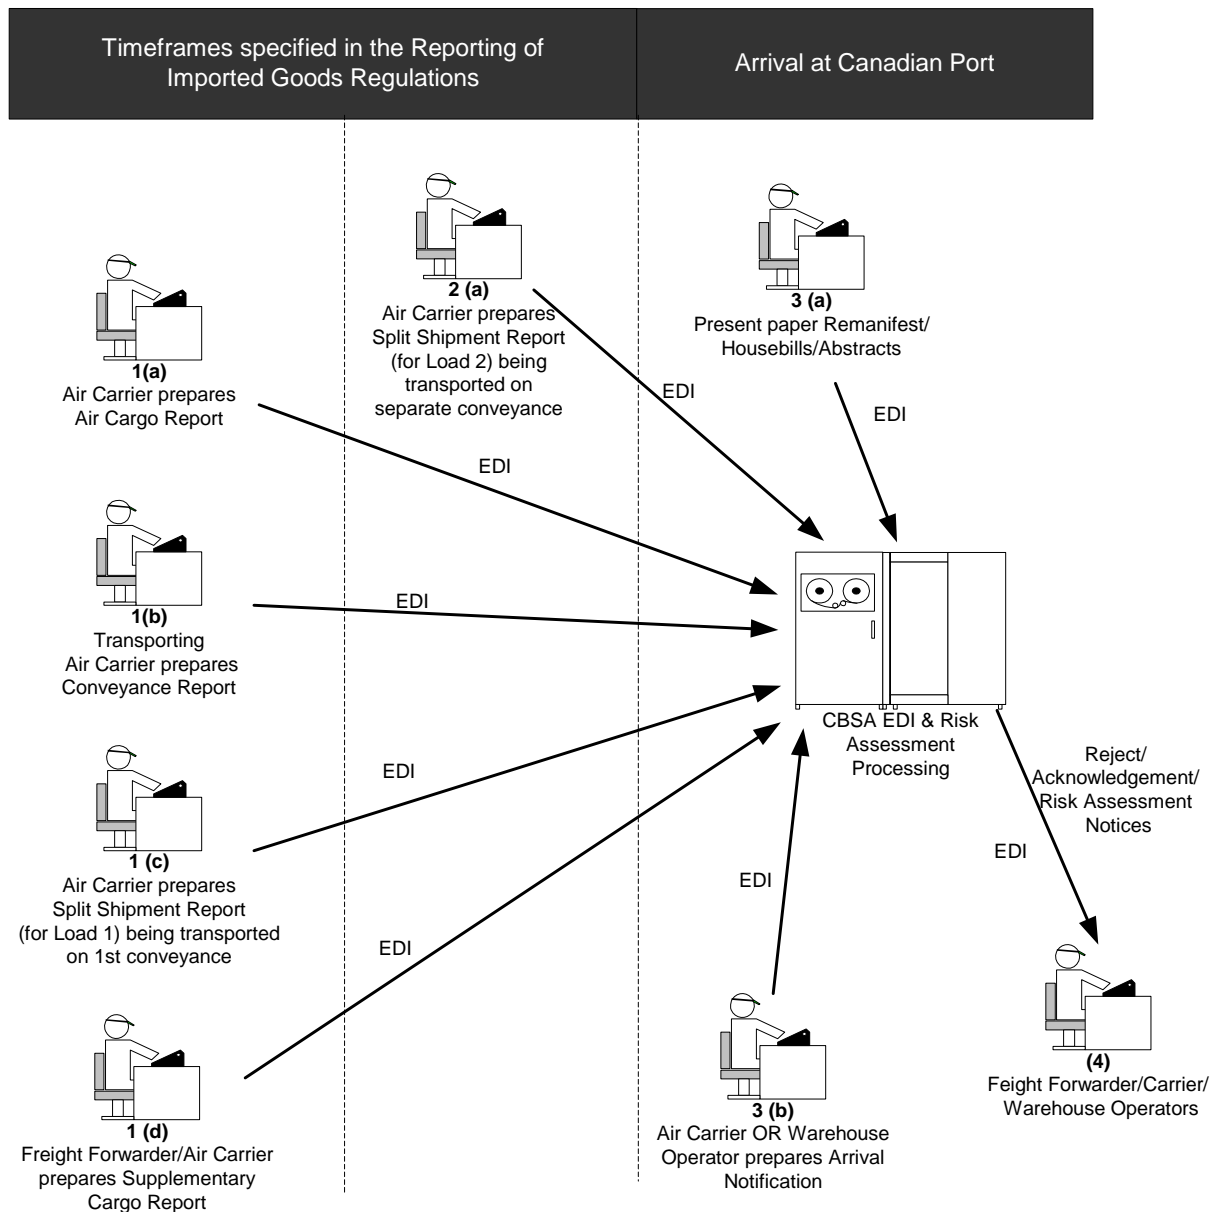 Timeframes specified in the Reporting of
Imported Goods Regulations
Arrival at Canadian Port
1(a)
Air Carrier prepares
Air Cargo Report
EDI
1(b)
Transporting
Air Carrier prepares
Conveyance Report
EDI
1 (c)
Air Carrier prepares
Split Shipment Report
(for Load 1) being transported
on 1st conveyance
EDI
1 (d)
Freight Forwarder/Air Carrier
prepares Supplementary
Cargo Report
EDI
2 (a)
Air Carrier prepares
Split Shipment Report
(for Load 2) being
transported on
separate conveyance
EDI
3 (a)
Present paper Remanifest/
Housebills/Abstracts
EDI
CBSA EDI & Risk
Assessment
Processing
3 (b)
Air Carrier OR Warehouse
Operator prepares Arrival
Notification
EDI
Reject/
Acknowledgement/
Risk Assessment
Notices
EDI
(4)
Feight Forwarder/Carrier/
Warehouse Operators